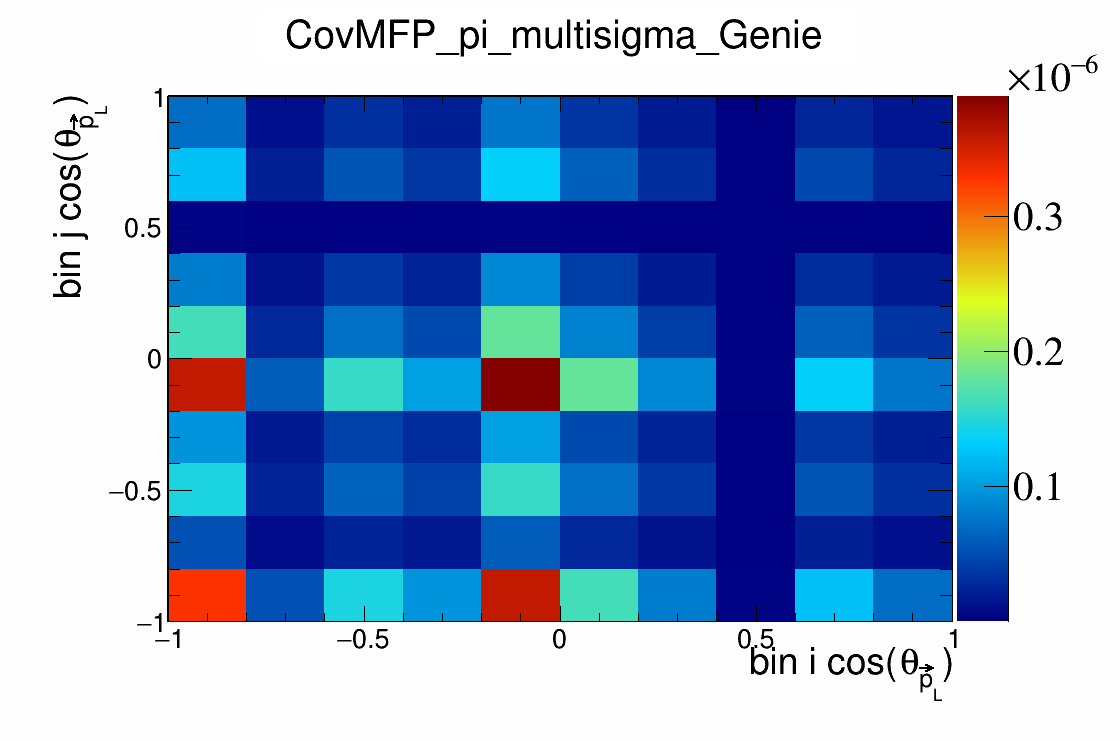 CovMFP_pi_multisigma_Genie
×10⁻⁶
bin j cos(θ_p⃗_L)
1
0.5
0
−0.5
−1
0.3
0.2
0.1
−1 −0.5 0 0.5 1
bin i cos(θ_p⃗_L)